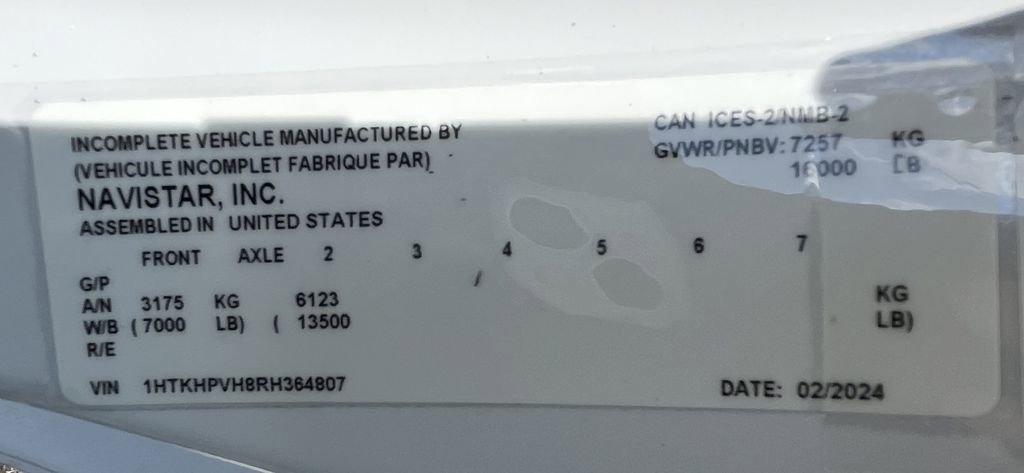 INCOMPLETE VEHICLE MANUFACTURED BY
(VEHICULE INCOMPLET FABRIQUE PAR)
NAVISTAR, INC.
ASSEMBLED IN UNITED STATES
CAN ICES-2/NMB-2
GVWR/PNBV: 7257 KG
16000 LB
FRONT AXLE 2 3 4 5 6 7
G/P
A/N 3175 KG 6123 KG
W/B (7000 LB) ( 13500 LB)
R/E
VIN 1HTKHPVH8RH364807
DATE: 02/2024